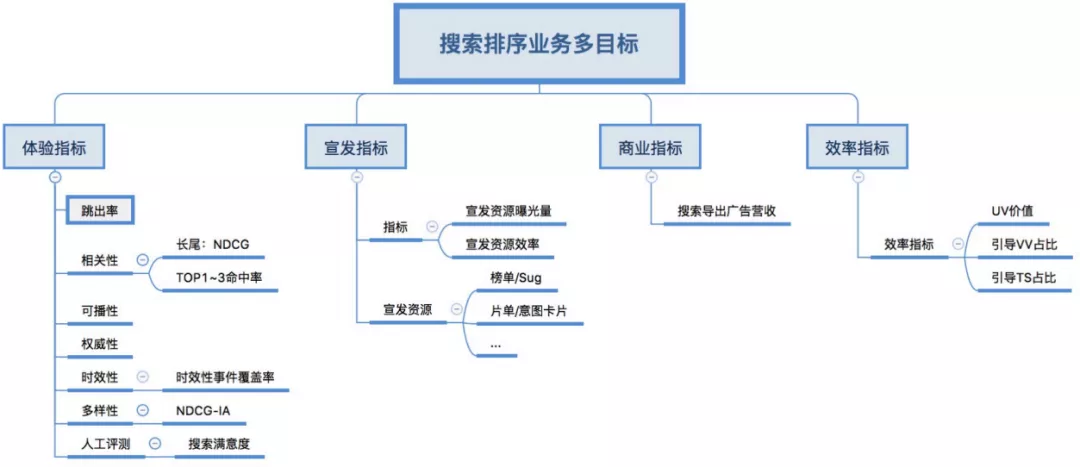 搜索排序业务多目标
体验指标
跳出率
相关性
长尾：NDCG
TOP1~3命中率
可播性
权威性
时效性
时效性事件覆盖率
多样性
NDCG-IA
人工评测
搜索满意度
宣发指标
指标
宣发资源曝光量
宣发资源效率
宣发资源
榜单/Sug
片单/意图卡片
...
商业指标
搜索导出广告营收
效率指标
效率指标
UV价值
引导VV占比
引导TS占比